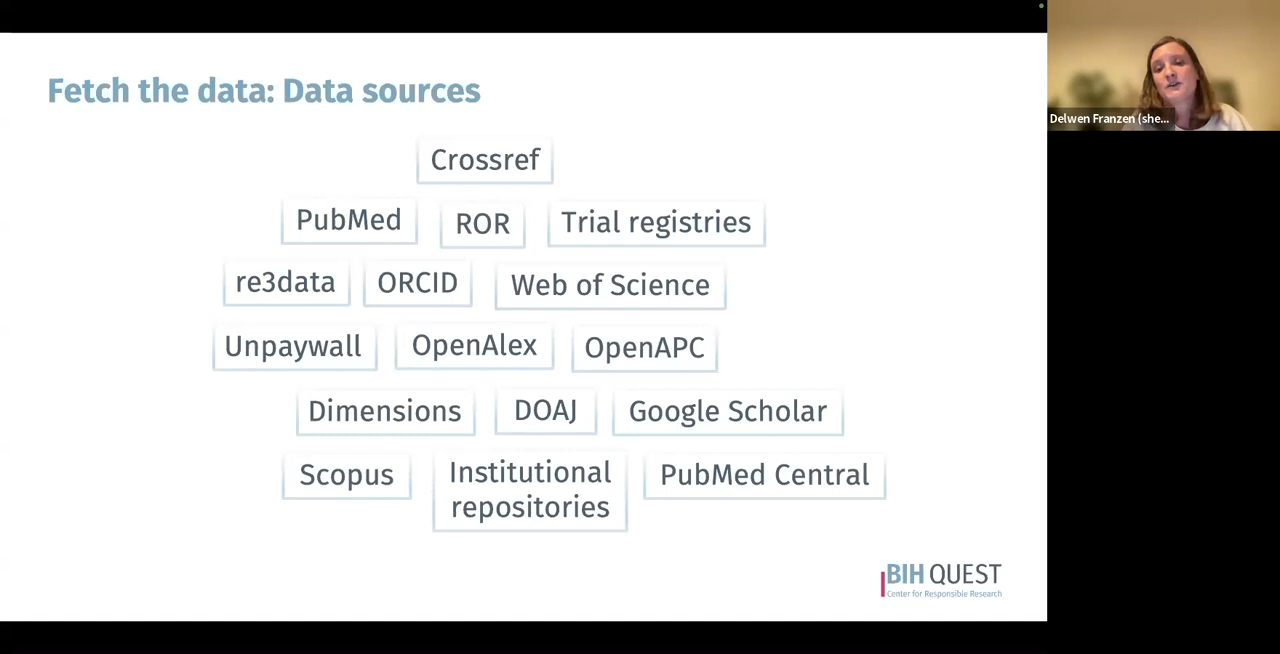 Fetch the data: Data sources
Crossref
PubMed
ROR
Trial registries
re3data
ORCID
Web of Science
Unpaywall
OpenAlex
OpenAPC
Dimensions
DOAJ
Google Scholar
Scopus
Institutional
repositories
PubMed Central
BIH QUEST
Center for Responsible Research
Delwen Franzen (she...